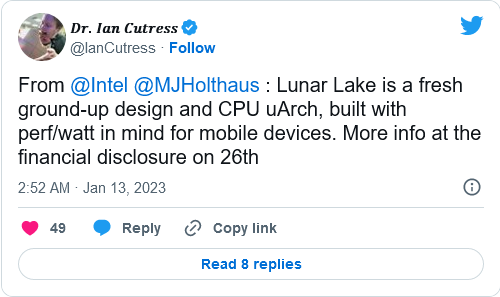 Dr. Ian Cutress
@IanCutress · Follow
From @Intel @MJHolthaus : Lunar Lake is a fresh
ground-up design and CPU uArch, built with
perf/watt in mind for mobile devices. More info at the
financial disclosure on 26th
2:52 AM · Jan 13, 2023
49 Reply Copy link
Read 8 replies